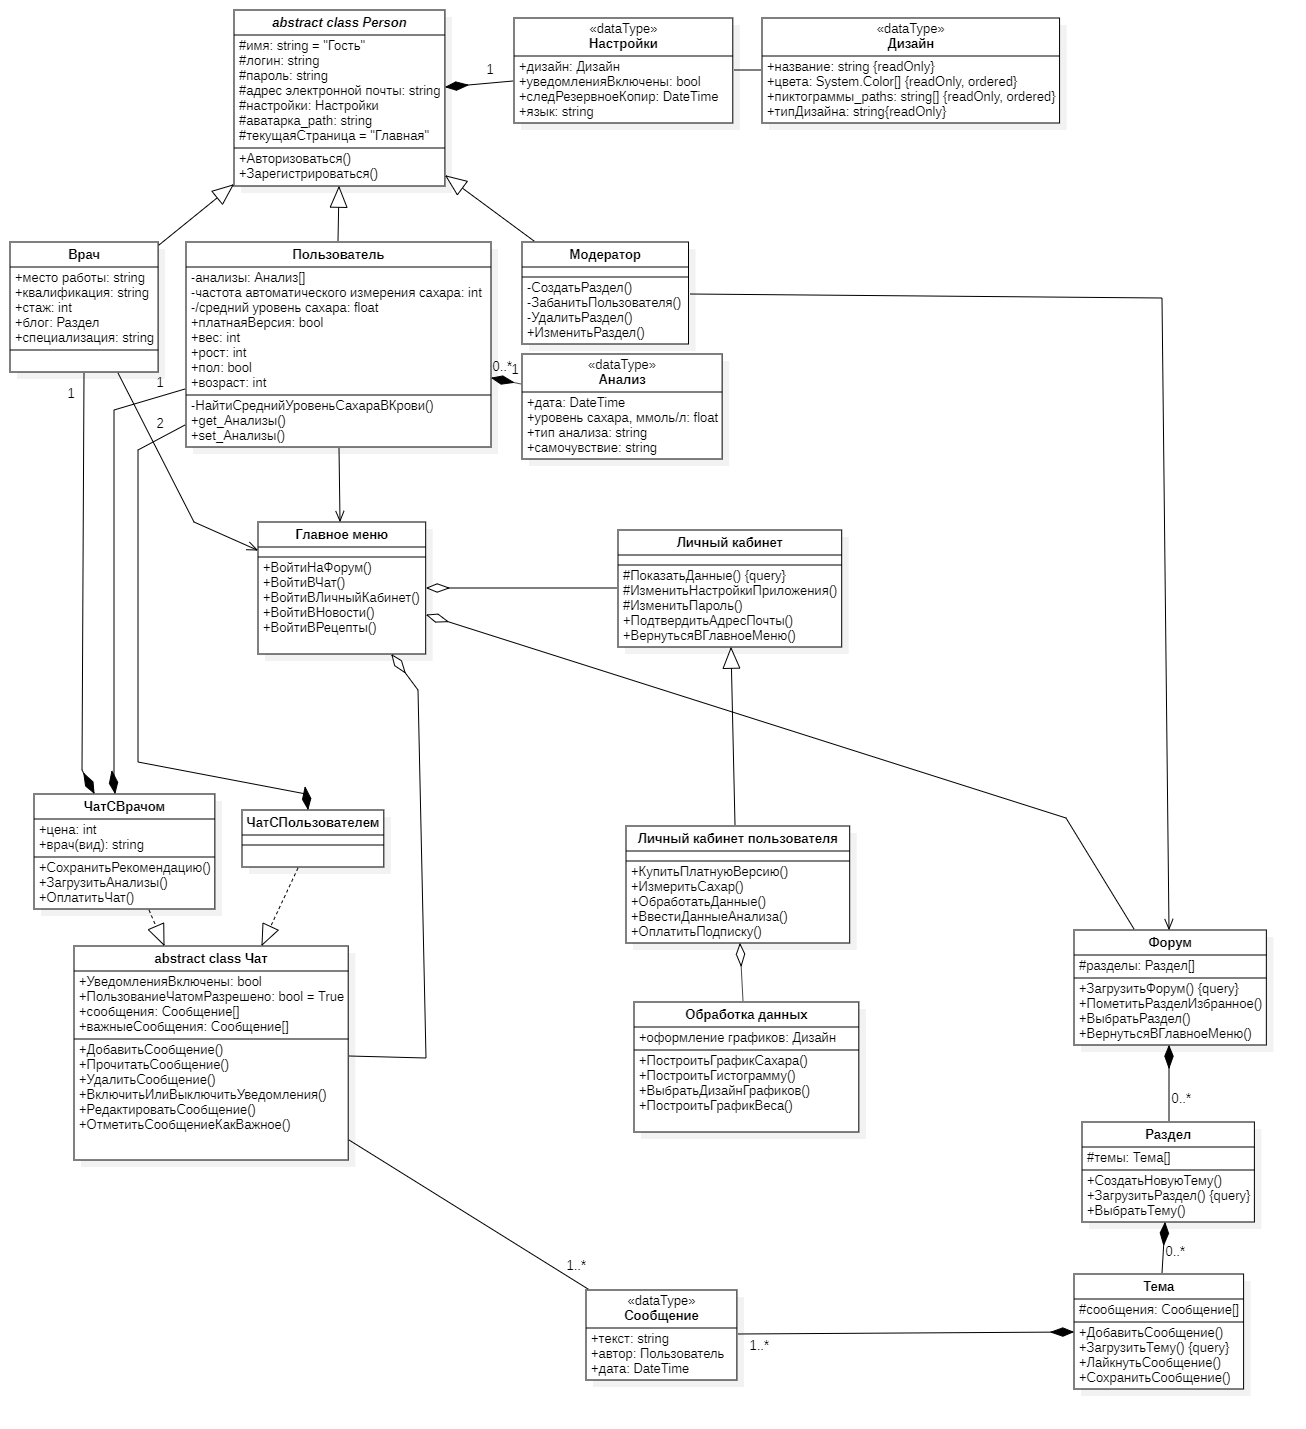 abstract class Person
#имя: string = "Гость"
#логин: string
#пароль: string
#адрес электронной почты: string
#настройки: Настройки
#аватарка_path: string
#текущаяСтраница = "Главная"
+Авторизоваться()
+Зарегистрироваться()
1
«dataType»
Настройки
+дизайн: Дизайн
+уведомленияВключены: bool
+следРезервноеКопир: DateTime
+язык: string
«dataType»
Дизайн
+название: string {readOnly}
+цвета: System.Color[] {readOnly, ordered}
+пиктограммы_paths: string[] {readOnly, ordered}
+типДизайна: string{readOnly}
Врач
+место работы: string
+квалификация: string
+стаж: int
+блог: Раздел
+специализация: string
Пользователь
-анализы: Анализ[]
-частота автоматического измерения сахара: int
-/средний уровень сахара: float
+платнаяВерсия: bool
+вес: int
+рост: int
+пол: bool
+возраст: int
-НайтиСреднийУровеньСахараВКрови()
+get_Анализы()
+set_Анализы()
Модератор
-СоздатьРаздел()
-ЗабанитьПользователя()
-УдалитьРаздел()
+ИзменитьРаздел()
0..*
1
«dataType»
Анализ
+дата: DateTime
+уровень сахара, ммоль/л: float
+тип анализа: string
+самочувствие: string
1
1
2
Главное меню
+ВойтиНаФорум()
+ВойтиВЧат()
+ВойтиВЛичныйКабинет()
+ВойтиВНовости()
+ВойтиВРецепты()
Личный кабинет
#ПоказатьДанные() {query}
#ИзменитьНастройкиПриложения()
#ИзменитьПароль()
+ПодтвердитьАдресПочты()
+ВернутьсяВГлавноеМеню()
ЧатСВрачом
+цена: int
+врач(вид): string
+СохранитьРекомендацию()
+ЗагрузитьАнализы()
+ОплатитьЧат()
ЧатСПользователем
Личный кабинет пользователя
+КупитьПлатнуюВерсию()
+ИзмеритьСахар()
+ОбработатьДанные()
+ВвестиДанныеАнализа()
+ОплатитьПодписку()
abstract class Чат
+УведомленияВключены: bool
+ПользованиеЧатомРазрешено: bool = True
+сообщения: Сообщение[]
+важныеСообщения: Сообщение[]
+ДобавитьСообщение()
+ПрочитатьСообщение()
+УдалитьСообщение()
+ВключитьИлиВыключитьУведомления()
+РедактироватьСообщение()
+ОтметитьСообщениеКакВажное()
Обработка данных
+оформление графиков: Дизайн
+ПостроитьГрафикСахара()
+ПостроитьГистограмму()
+ВыбратьДизайнГрафиков()
+ПостроитьГрафикВеса()
Форум
#разделы: Раздел[]
+ЗагрузитьФорум() {query}
+ПометитьРазделИзбранное()
+ВыбратьРаздел()
+ВернутьсяВГлавноеМеню()
0..*
Раздел
#темы: Тема[]
+СоздатьНовуюТему()
+ЗагрузитьРаздел() {query}
+ВыбратьТему()
0..*
Тема
#сообщения: Сообщение[]
+ДобавитьСообщение()
+ЗагрузитьТему() {query}
+ЛайкнутьСообщение()
+СохранитьСообщение()
1..*
«dataType»
Сообщение
+текст: string
+автор: Пользователь
+дата: DateTime
1..*